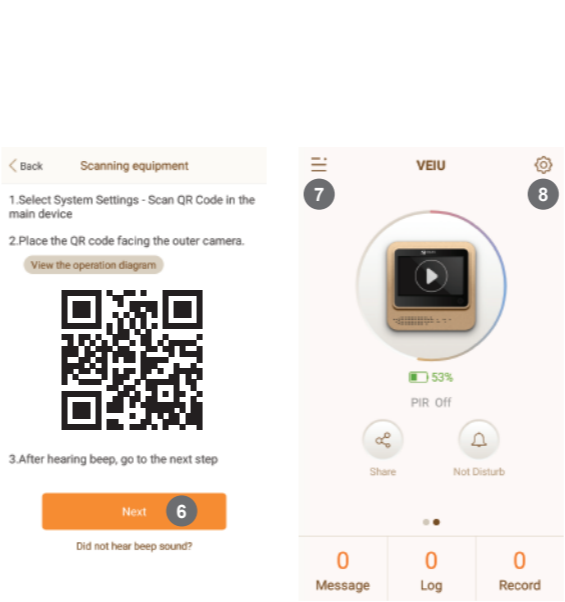 Back
Scanning equipment
1.Select System Settings - Scan QR Code in the
main device
2.Place the QR code facing the outer camera.
View the operation diagram
3.After hearing beep, go to the next step
Next
6
Did not hear beep sound?
VEIU
7
8
53%
PIR Off
Share
Not Disturb
0
Message
0
Log
0
Record